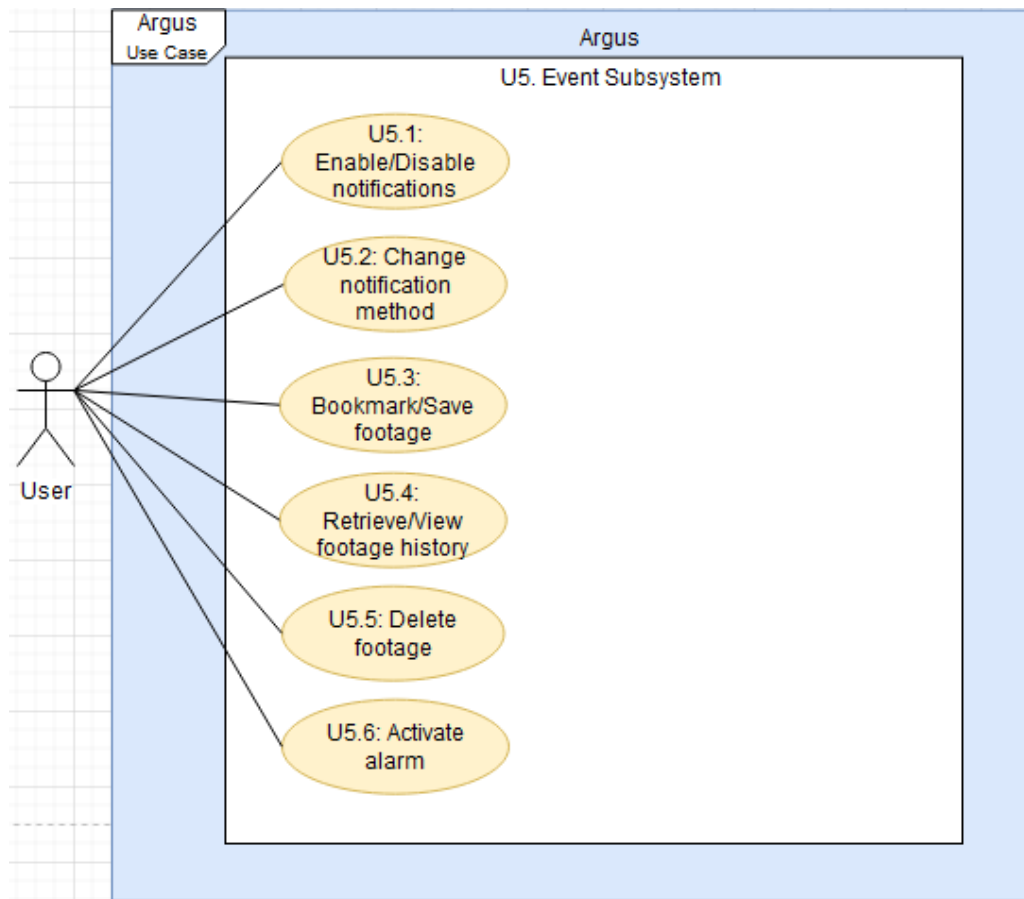 Argus
Use Case
Argus
U5. Event Subsystem
U5.1:
Enable/Disable
notifications
U5.2: Change
notification
method
U5.3:
Bookmark/Save
footage
U5.4:
Retrieve/View
footage history
U5.5: Delete
footage
U5.6: Activate
alarm
User